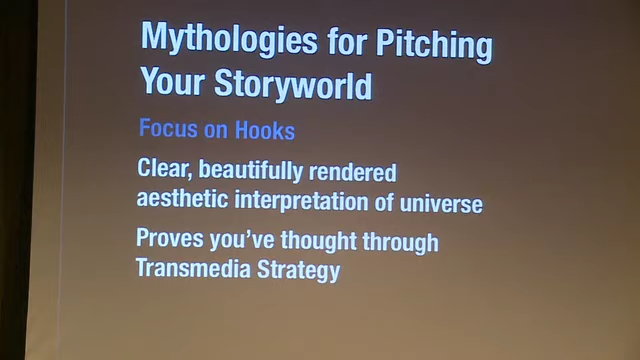 Mythologies for Pitching
Your Storyworld
Focus on Hooks
Clear, beautifully rendered
aesthetic interpretation of universe
Proves you've thought through
Transmedia Strategy